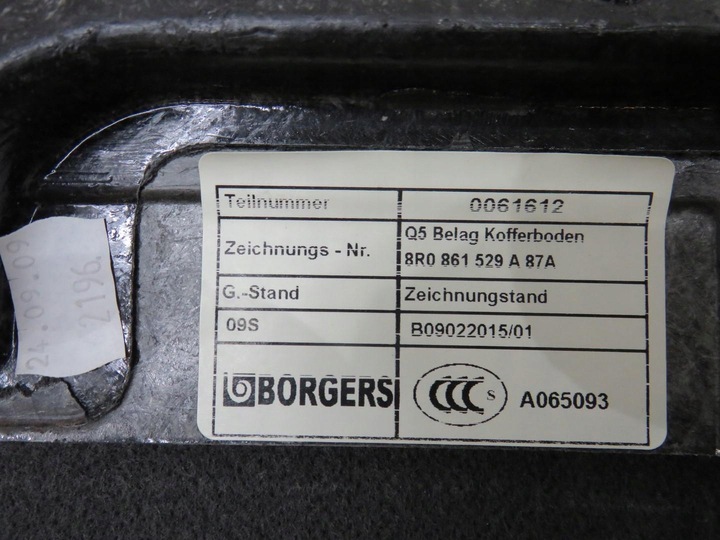 Teilnummer 0061612
Zeichnungs - Nr. Q5 Belag Kofferboden
8R0 861 529 A 87A
G.-Stand Zeichnungstand
09S B09022015/01
BORGERS CCC S A065093
24.09.09
2196